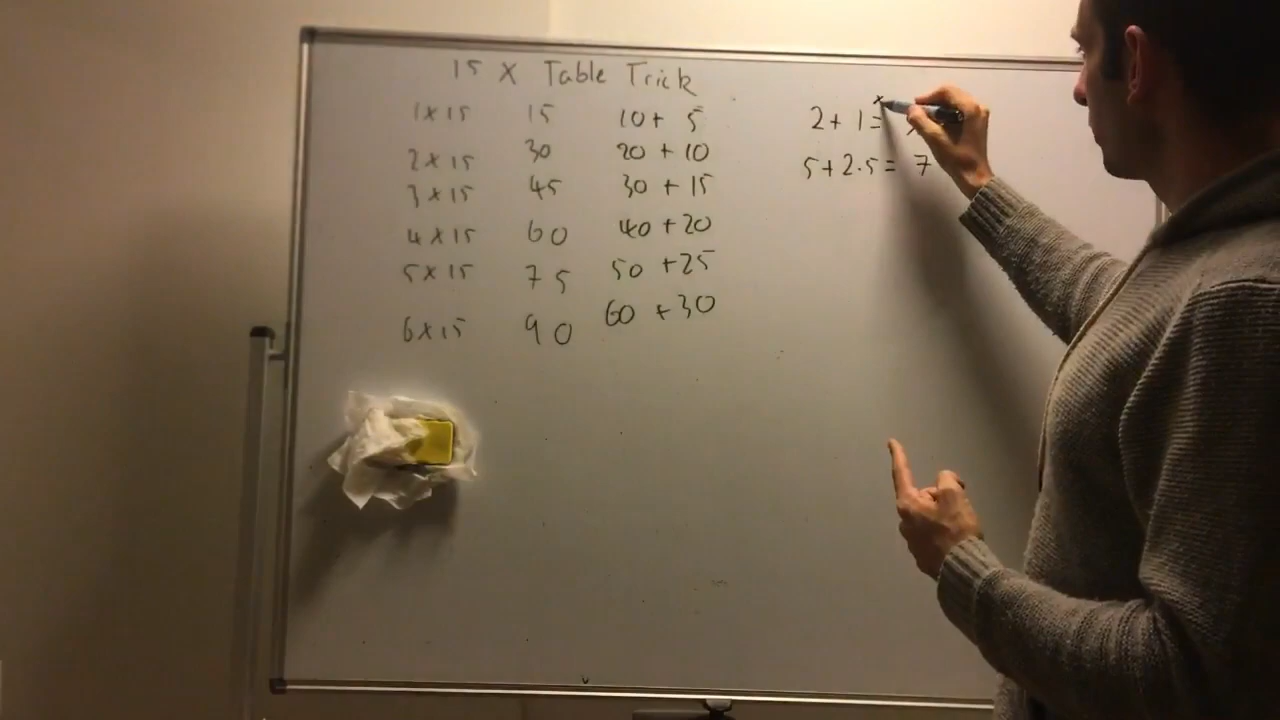 15 X Table Trick
1x15 15 10+ 5
2x15 30 20 + 10
3x15 45 30 + 15
4x15 60 40 +20
5x15 75 50 +25
6x15 90 60 +30
x
2+ 1=
5+2.5= 7